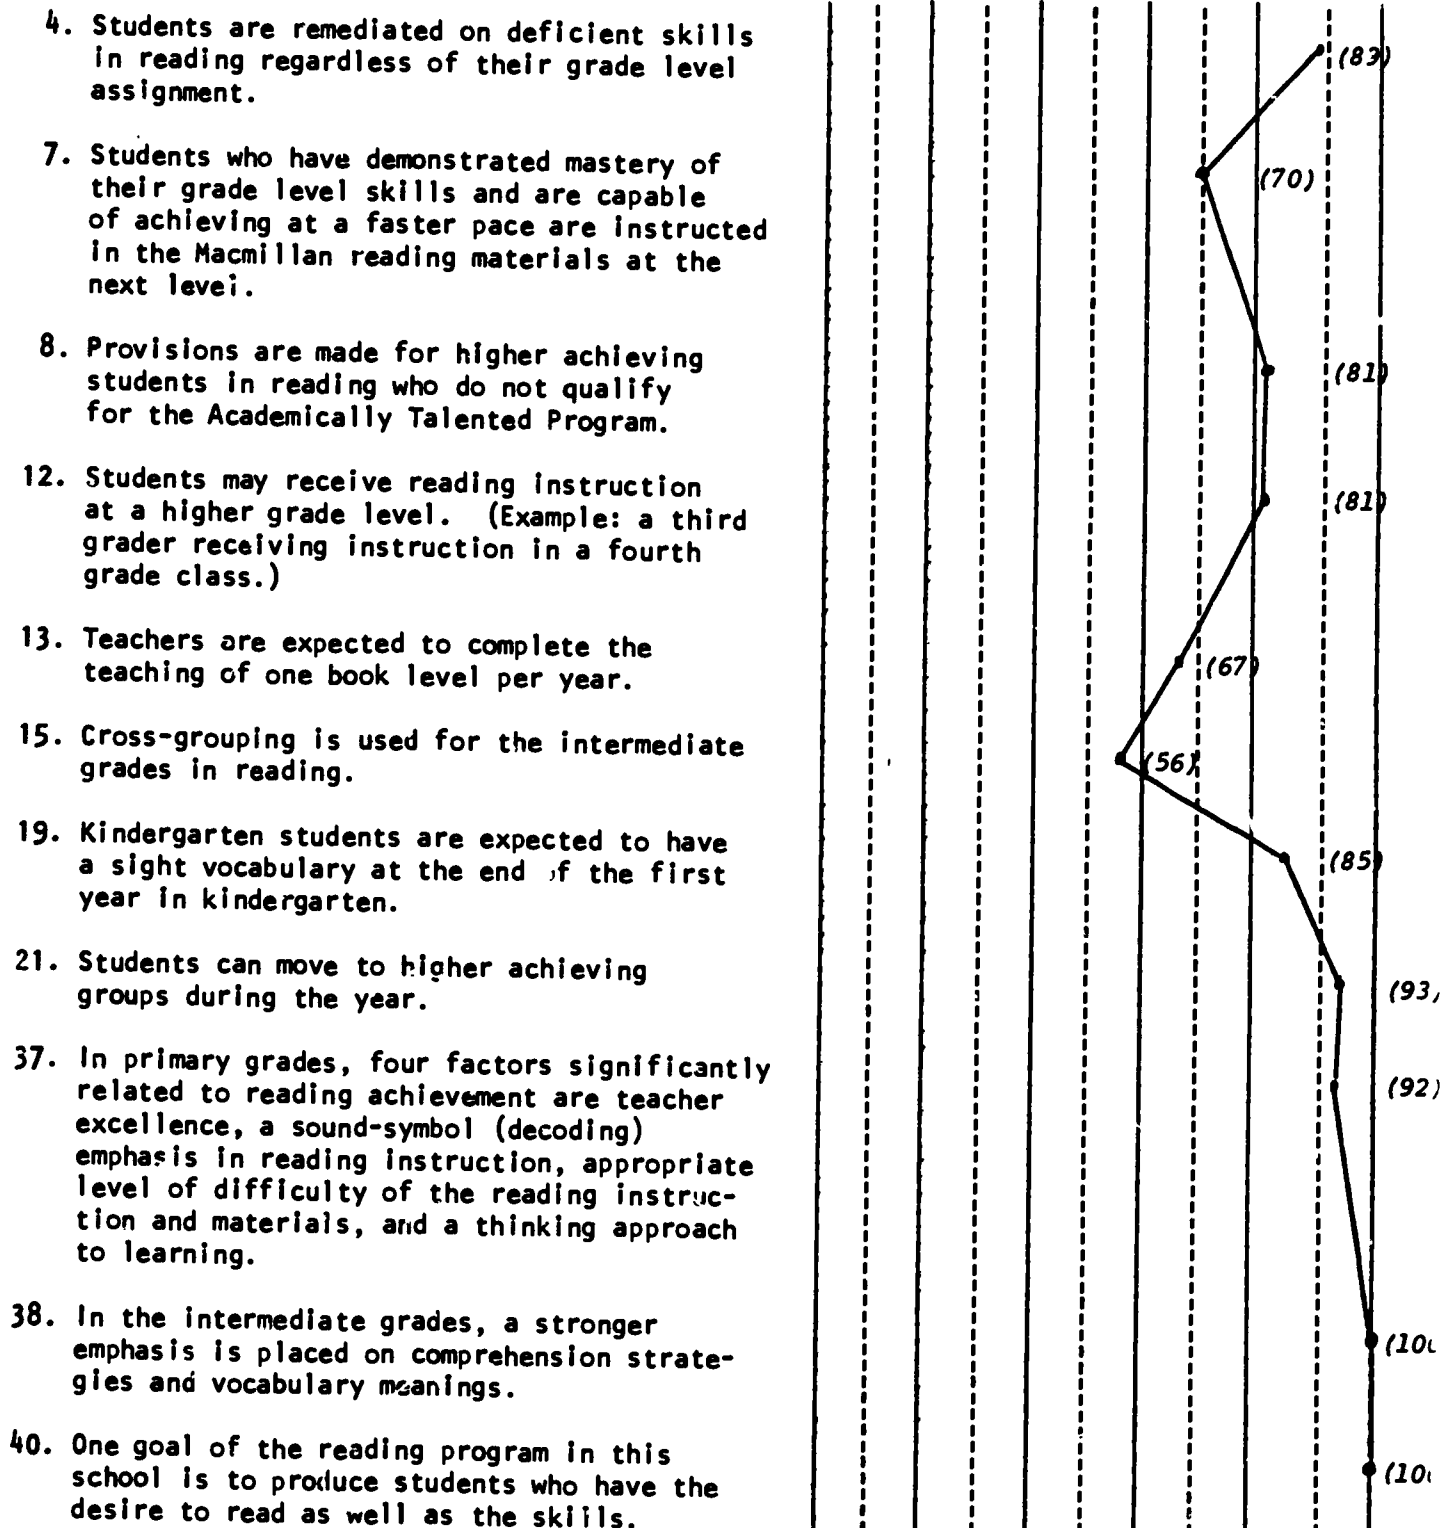 4. Students are remediated on deficient skills
in reading regardless of their grade level
assignment.
(83)
7. Students who have demonstrated mastery of
their grade level skills and are capable
of achieving at a faster pace are instructed
in the Macmillan reading materials at the
next level.
(70)
8. Provisions are made for higher achieving
students in reading who do not qualify
for the Academically Talented Program.
(81)
12. Students may receive reading instruction
at a higher grade level. (Example: a third
grader receiving instruction in a fourth
grade class.)
(81)
13. Teachers are expected to complete the
teaching of one book level per year.
(67)
15. Cross-grouping is used for the intermediate
grades in reading.
(56)
19. Kindergarten students are expected to have
a sight vocabulary at the end of the first
year in kindergarten.
(85)
21. Students can move to higher achieving
groups during the year.
(93)
37. In primary grades, four factors significantly
related to reading achievement are teacher
excellence, a sound-symbol (decoding)
emphasis in reading instruction, appropriate
level of difficulty of the reading instruc-
tion and materials, and a thinking approach
to learning.
(92)
38. In the intermediate grades, a stronger
emphasis is placed on comprehension strate-
gies and vocabulary meanings.
40. One goal of the reading program in this
school is to produce students who have the
desire to read as well as the skills.